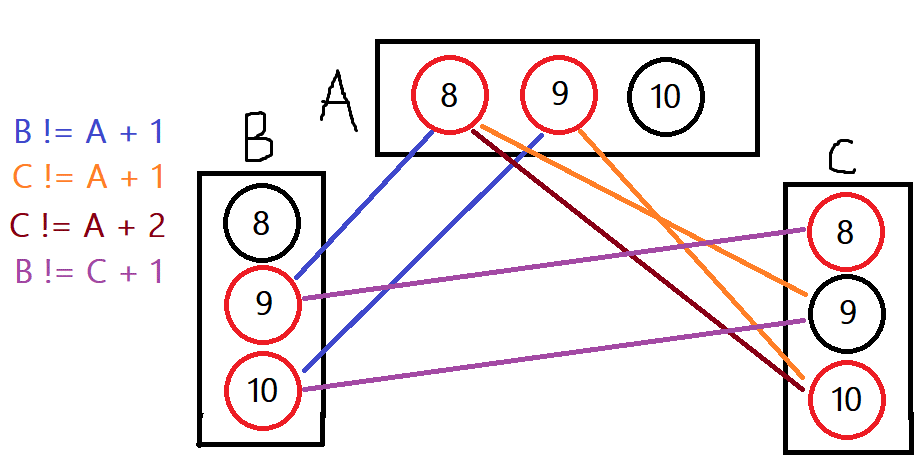 A
8 9 10
B != A + 1
C != A + 1
C != A + 2
B != C + 1
B
8
9
10
C
8
9
10